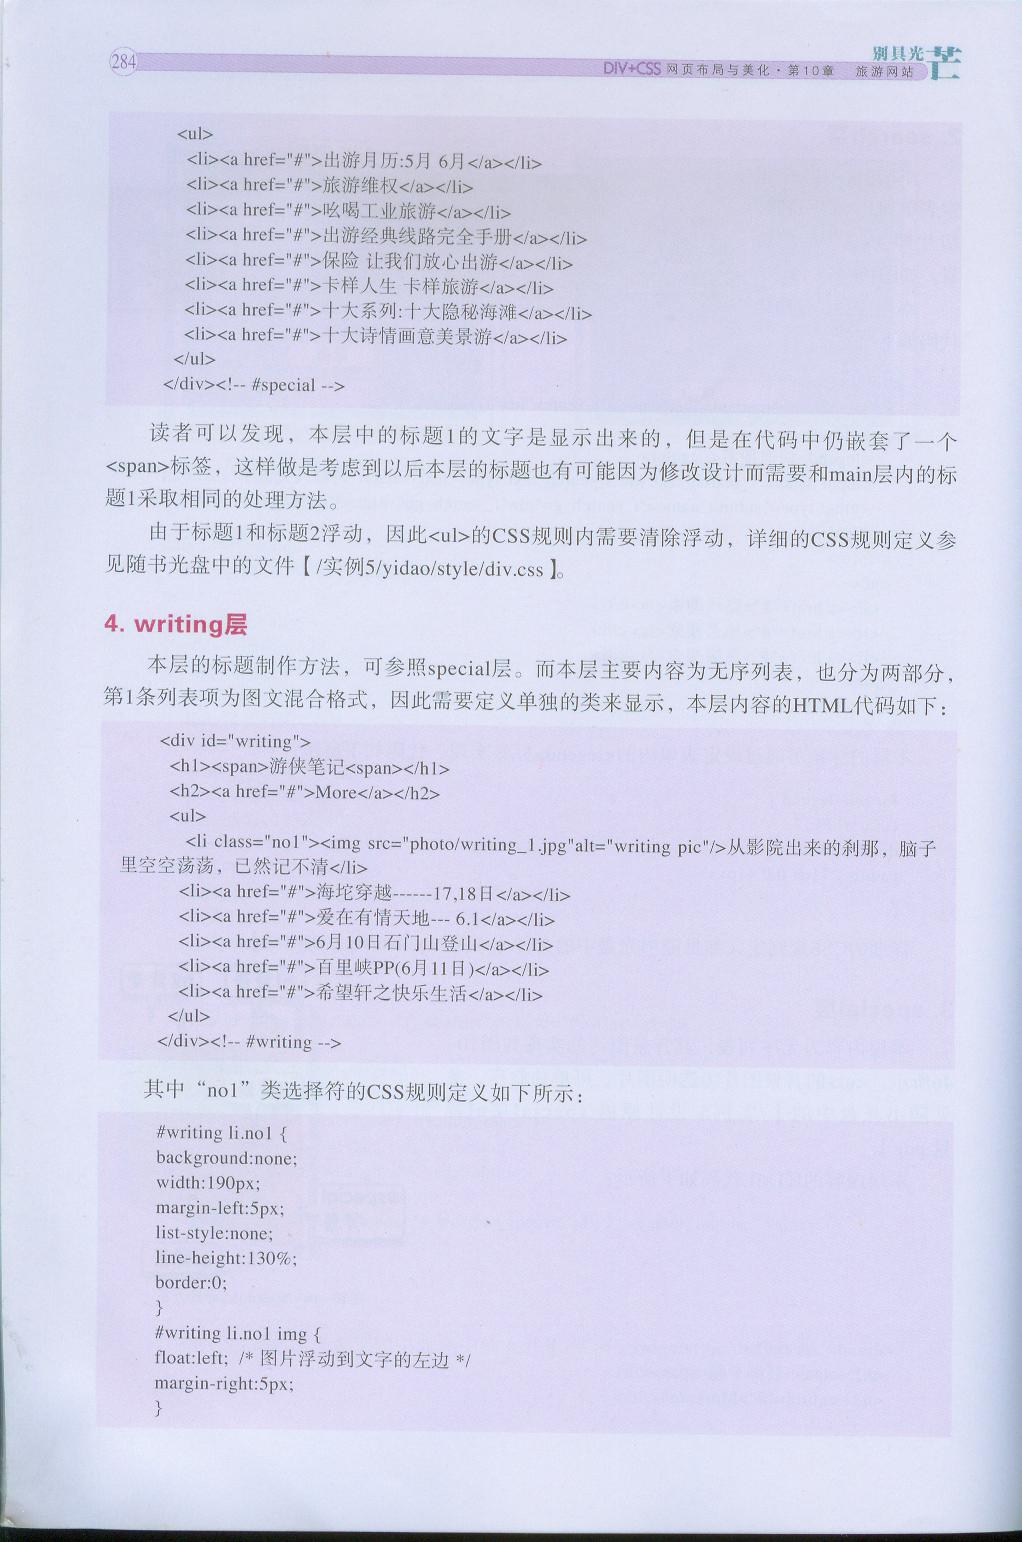 284
别具光芒
DIV+CSS 网页布局与美化·第10章 旅游网站
<ul>
<li><a href="#">出游月历:5月 6月</a></li>
<li><a href="#">旅游维权</a></li>
<li><a href="#">吆喝工业旅游</a></li>
<li><a href="#">出游经典线路完全手册</a></li>
<li><a href="#">保险 让我们放心出游</a></li>
<li><a href="#">卡样人生 卡样旅游</a></li>
<li><a href="#">十大系列:十大隐秘海滩</a></li>
<li><a href="#">十大诗情画意美景游</a></li>
</ul>
</div><!-- #special -->
读者可以发现，本层中的标题1的文字是显示出来的，但是在代码中仍嵌套了一个
<span>标签，这样做是考虑到以后本层的标题也有可能因为修改设计而需要和main层内的标
题1采取相同的处理方法。
由于标题1和标题2浮动，因此<ul>的CSS规则内需要清除浮动，详细的CSS规则定义参
见随书光盘中的文件【/实例5/yidao/style/div.css】。
4. writing层
本层的标题制作方法，可参照special层。而本层主要内容为无序列表，也分为两部分，
第1条列表项为图文混合格式，因此需要定义单独的类来显示，本层内容的HTML代码如下：
<div id="writing">
<h1><span>游侠笔记<span></h1>
<h2><a href="#">More</a></h2>
<ul>
<li class="no1"><img src="photo/writing_1.jpg"alt="writing pic"/>从影院出来的刹那，脑子
里空空荡荡，已然记不清</li>
<li><a href="#">海坨穿越------17,18日</a></li>
<li><a href="#">爱在有情天地--- 6.1</a></li>
<li><a href="#">6月10日石门山登山</a></li>
<li><a href="#">百里峡PP(6月11日)</a></li>
<li><a href="#">希望轩之快乐生活</a></li>
</ul>
</div><!-- #writing -->
其中“no1”类选择符的CSS规则定义如下所示：
#writing li.no1 {
background:none;
width:190px;
margin-left:5px;
list-style:none;
line-height:130%;
border:0;
}
#writing li.no1 img {
float:left; /* 图片浮动到文字的左边 */
margin-right:5px;
}